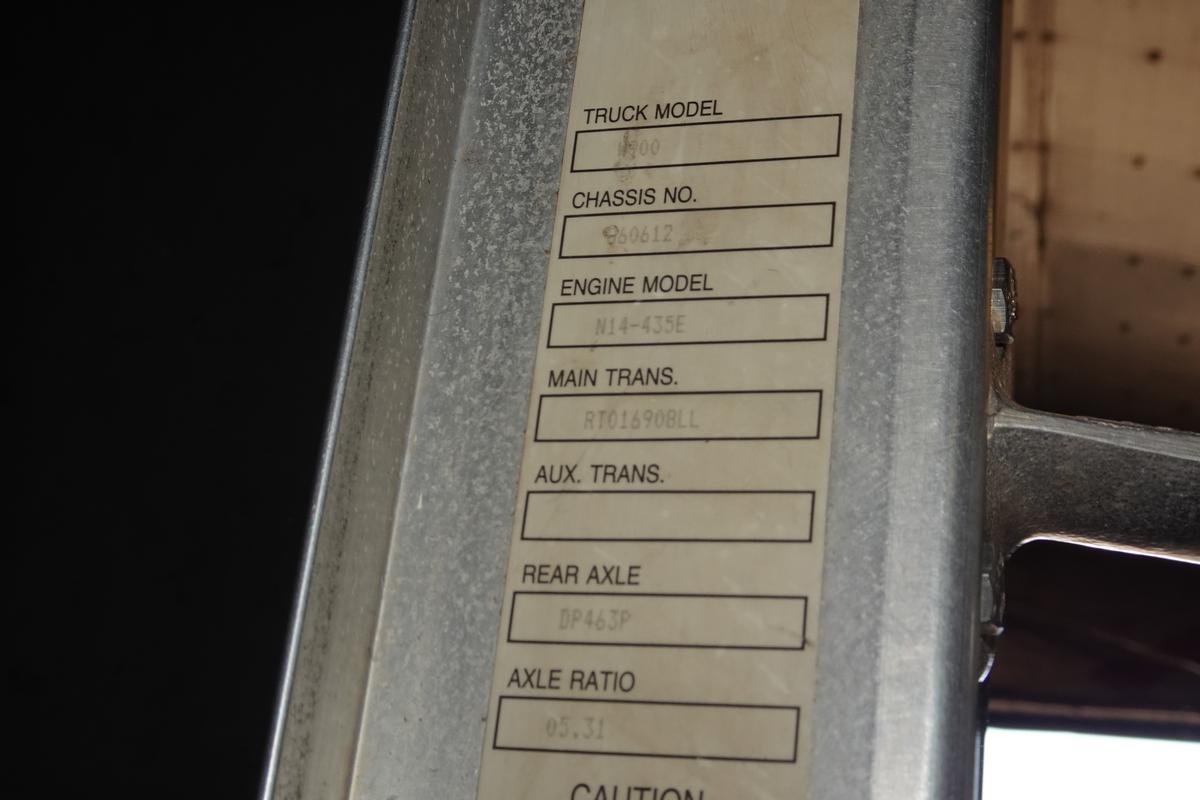 TRUCK MODEL
W900
CHASSIS NO.
ENGINE MODEL
N14-435E
MAIN TRANS.
RTO16908LL
AUX. TRANS.
REAR AXLE
DP463P
AXLE RATIO
05.31
CAUTION